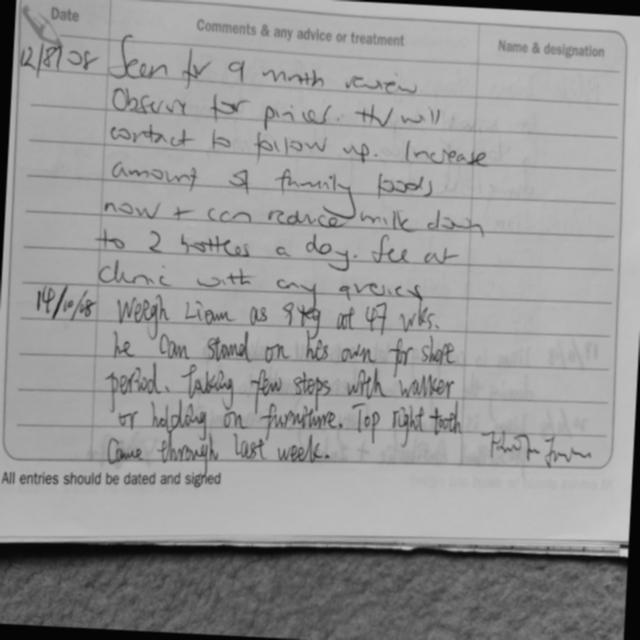 Date Comments & any advice or treatment Name & designation
12/8/08 Seen for 9 month review
Observe for pincer. HV will
contact to follow up. Increase
amount of family foods
now + can reduce milk down
to 2 bottles a day. See at
clinic with any queries
14/10/08 Weigh Liam as 9kg at 47 wks.
he can stand on his own for short
period. Taking few steps with walker
or holding on furniture. Top right tooth
Came through last week.
All entries should be dated and signed